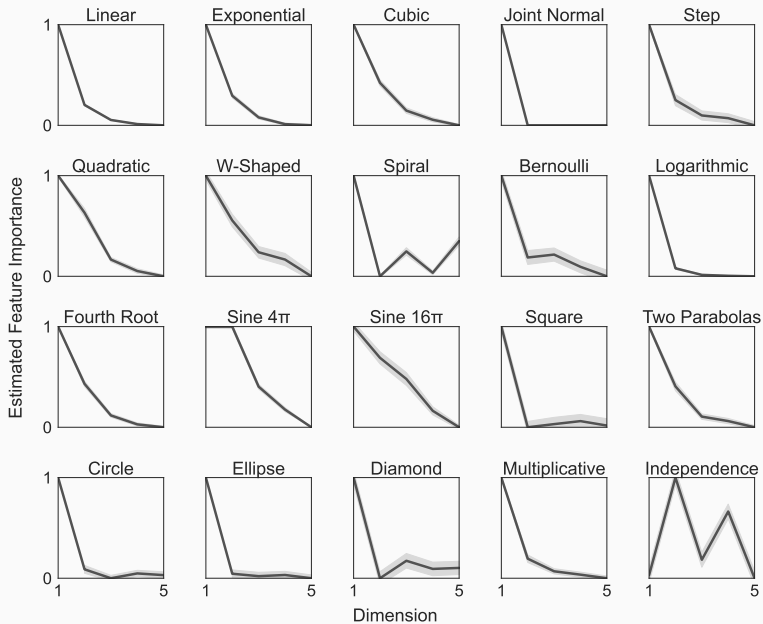 Linear Exponential Cubic Joint Normal Step
1
0
Quadratic W-Shaped Spiral Bernoulli Logarithmic
1
0
Estimated Feature Importance
Fourth Root Sine 4π Sine 16π Square Two Parabolas
1
0
Circle Ellipse Diamond Multiplicative Independence
1
0
1 5 1 5 1 5 1 5 1 5
Dimension